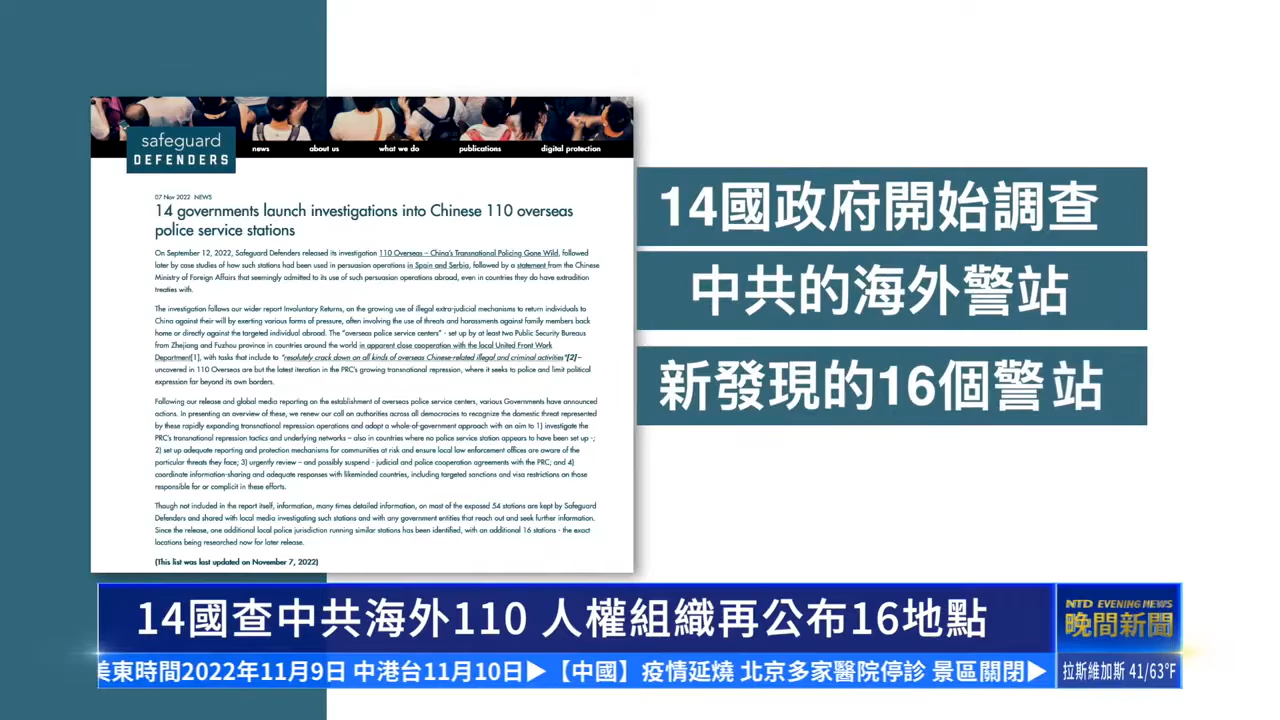 safeguard
DEFENDERS
news about us what we do publications digital protection
07 Nov 2022 NEWS
14 governments launch investigations into Chinese 110 overseas
police service stations
On September 12, 2022, Safeguard Defenders released its investigation 110 Overseas – China's Transnational Policing Gone Wild, followed
later by case studies of how such stations had been used in persuasion operations in Spain and Serbia, followed by a statement from the Chinese
Ministry of Foreign Affairs that seemingly admitted to its use of such persuasion operations abroad, even in countries they do have extradition
treaties with.
The investigation follows our wider report Involuntary Returns, on the growing use of illegal extra-judicial mechanisms to return individuals to
China against their will by exerting various forms of pressure, often involving the use of threats and harassments against family members back
home or directly against the targeted individual abroad. The "overseas police service centers" - set up by at least two Public Security Bureaus
from Zhejiang and Fuzhou province in countries around the world in apparent close cooperation with the local United Front Work
Department[1], with tasks that include to "resolutely crack down on all kinds of overseas Chinese-related illegal and criminal activities"[2] –
uncovered in 110 Overseas are but the latest iteration in the PRC's growing transnational repression, where it seeks to police and limit political
expression far beyond its own borders.
Following our release and global media reporting on the establishment of overseas police service centers, various Governments have announced
actions. In presenting an overview of these, we renew our call on authorities across all democracies to recognize the domestic threat represented
by these rapidly expanding transnational repression operations and adopt a whole-of-government approach with an aim to 1) investigate the
PRC's transnational repression tactics and underlying networks – also in countries where no police service station appears to have been set up -;
2) set up adequate reporting and protection mechanisms for communities at risk and ensure local law enforcement offices are aware of the
particular threats they face; 3) urgently review – and possibly suspend - judicial and police cooperation agreements with the PRC; and 4)
coordinate information-sharing and adequate responses with likeminded countries, including targeted sanctions and visa restrictions on those
responsible for or complicit in these efforts.
Though not included in the report itself, information, many times detailed information, on most of the exposed 54 stations are kept by Safeguard
Defenders and shared with local media investigating such stations and with any government entities that reach out and seek further information.
Since the release, one additional local police jurisdiction running similar stations has been identified, with an additional 16 stations - the exact
locations being researched now for later release.
(This list was last updated on November 7, 2022)
14國政府開始調查
中共的海外警站
新發現的16個警站
14國查中共海外110 人權組織再公布16地點
NTD EVENING NEWS
晚間新聞
美東時間2022年11月9日 中港台11月10日▶【中國】疫情延燒 北京多家醫院停診 景區關閉▶
拉斯維加斯 41/63°F